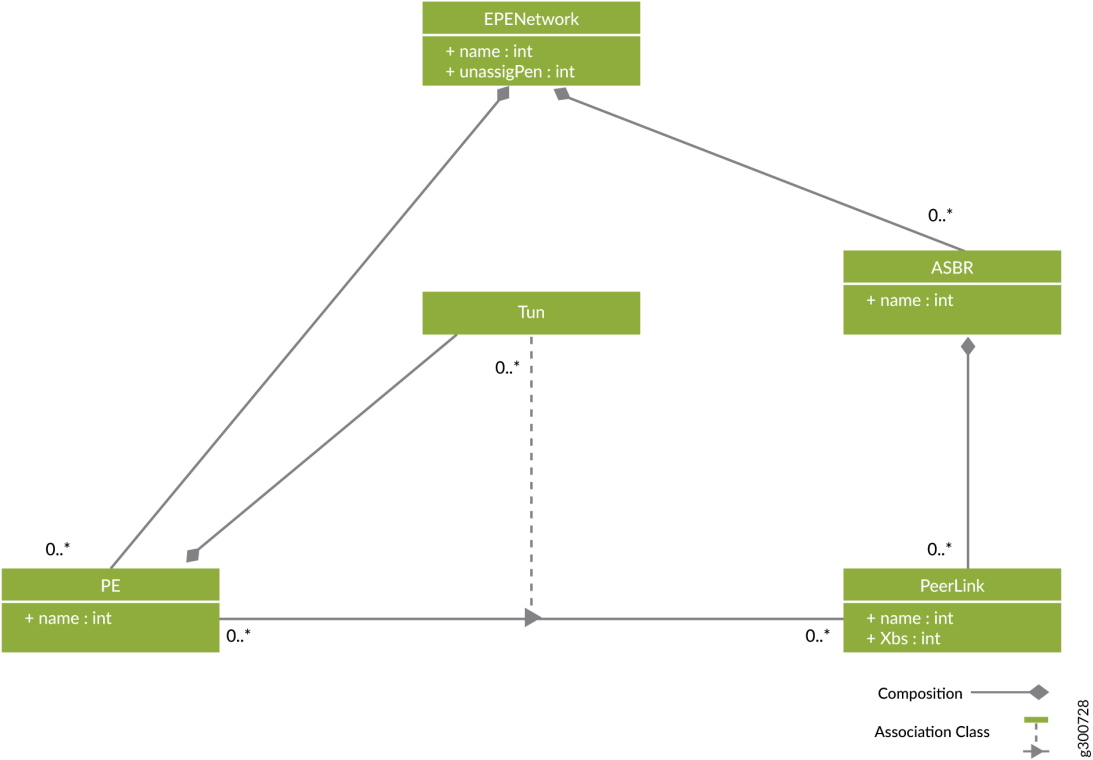 EPENetwork
+ name : int
+ unassigPen : int
0..*
ASBR
+ name : int
Tun
0..*
0..*
0..*
PE
+ name : int
PeerLink
+ name : int
+ Xbs : int
0..*
0..*
Composition
Association Class
g300728